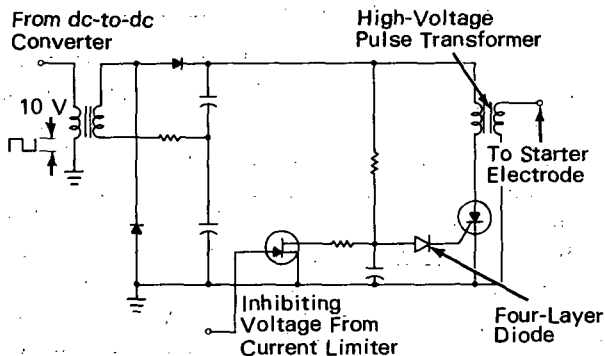 From dc-to-dc
Converter
High-Voltage
Pulse Transformer
10 V
To Starter
Electrode
Inhibiting
Voltage From
Current Limiter
Four-Layer
Diode